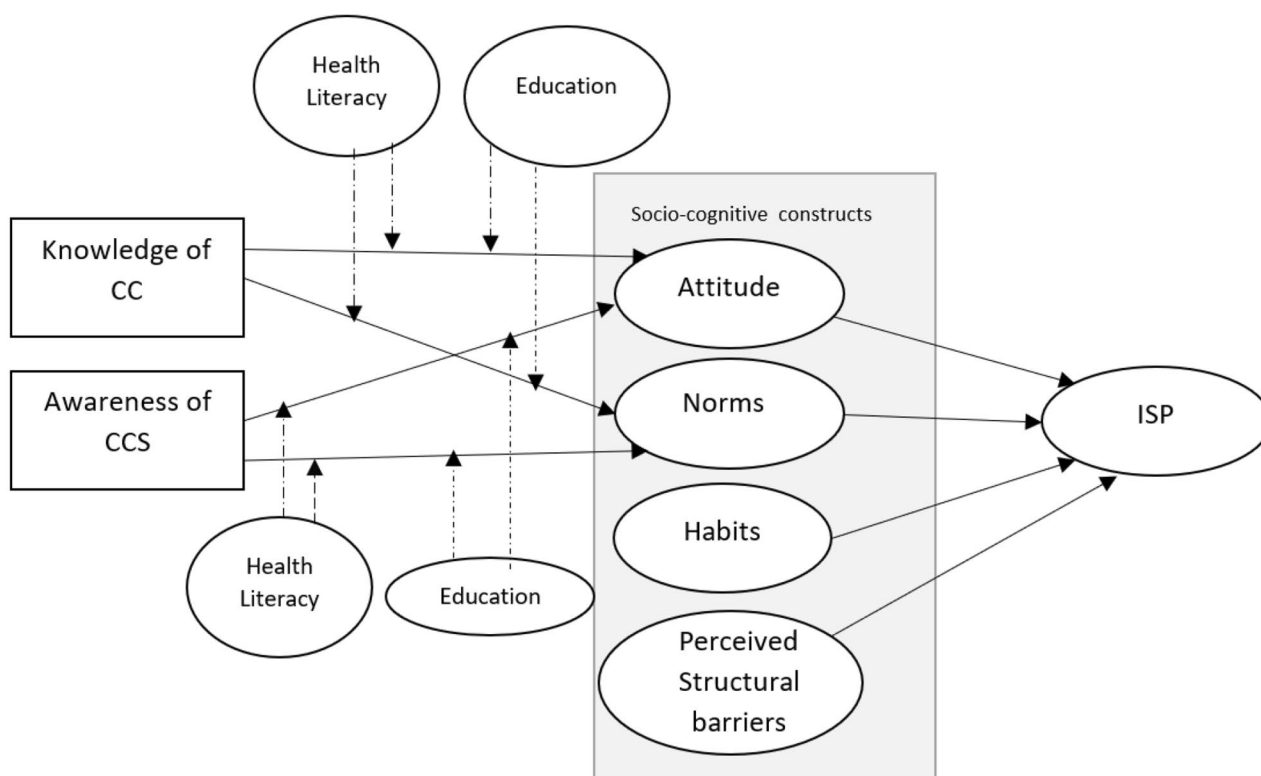 Health
Literacy
Education
Socio-cognitive constructs
Knowledge of
CC
Attitude
Awareness of
CCS
Norms
ISP
Habits
Health
Literacy
Education
Perceived
Structural
barriers